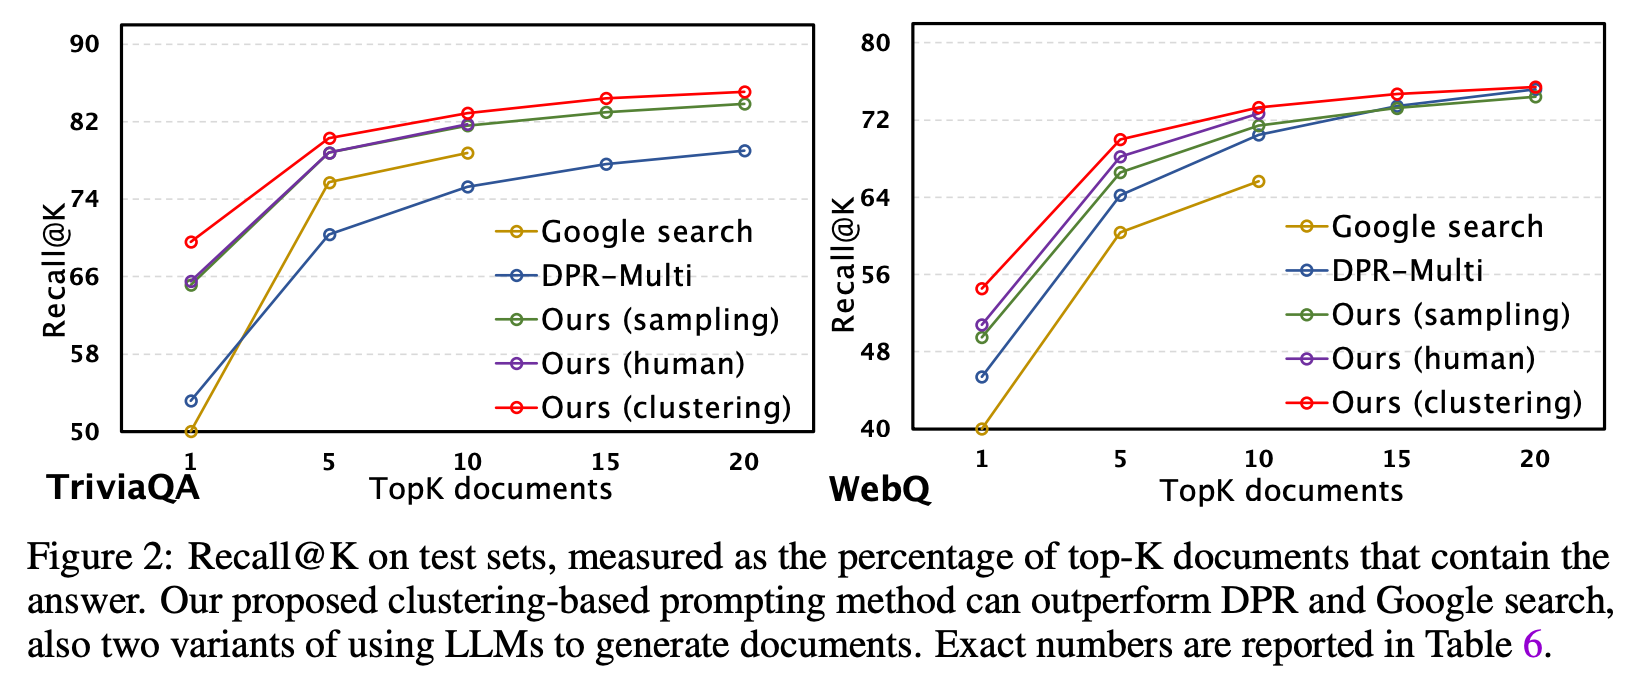 90
82
74
66
58
50
Recall@K
Google search
DPR-Multi
Ours (sampling)
Ours (human)
Ours (clustering)
1 5 10 15 20
TriviaQA
TopK documents
80
72
64
56
48
40
Recall@K
Google search
DPR-Multi
Ours (sampling)
Ours (human)
Ours (clustering)
1 5 10 15 20
WebQ
TopK documents
Figure 2: Recall@K on test sets, measured as the percentage of top-K documents that contain the
answer. Our proposed clustering-based prompting method can outperform DPR and Google search,
also two variants of using LLMs to generate documents. Exact numbers are reported in Table 6.